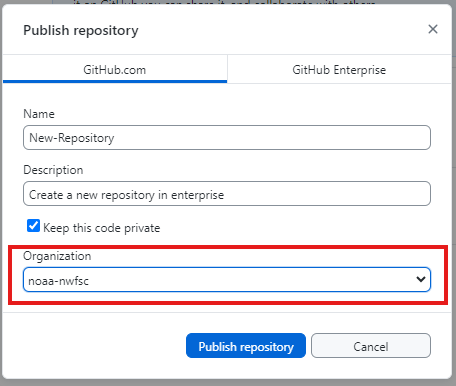 it on GitHub you can share it, and collaborate with others.
Publish repository
GitHub.com
GitHub Enterprise
Name
New-Repository
Description
Create a new repository in enterprise
Keep this code private
Organization
noaa-nwfsc
Publish repository
Cancel